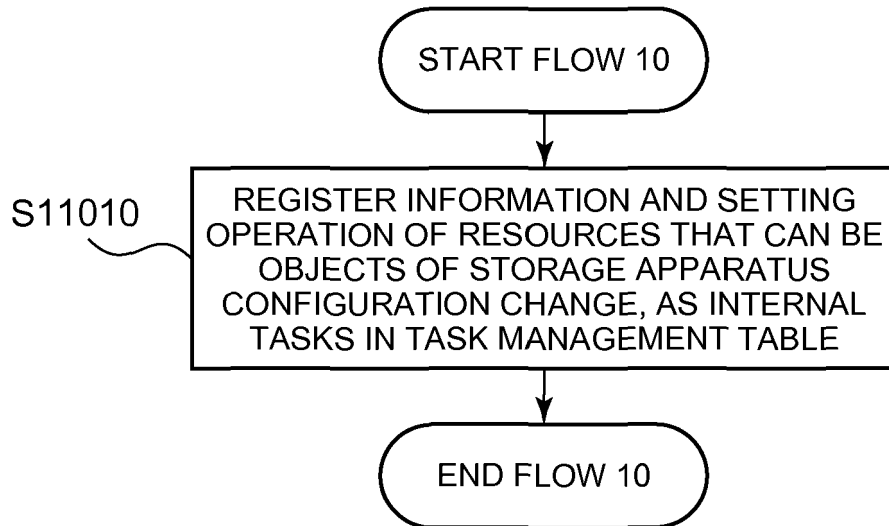 START FLOW 10
S11010
REGISTER INFORMATION AND SETTING
OPERATION OF RESOURCES THAT CAN BE
OBJECTS OF STORAGE APPARATUS
CONFIGURATION CHANGE, AS INTERNAL
TASKS IN TASK MANAGEMENT TABLE
END FLOW 10